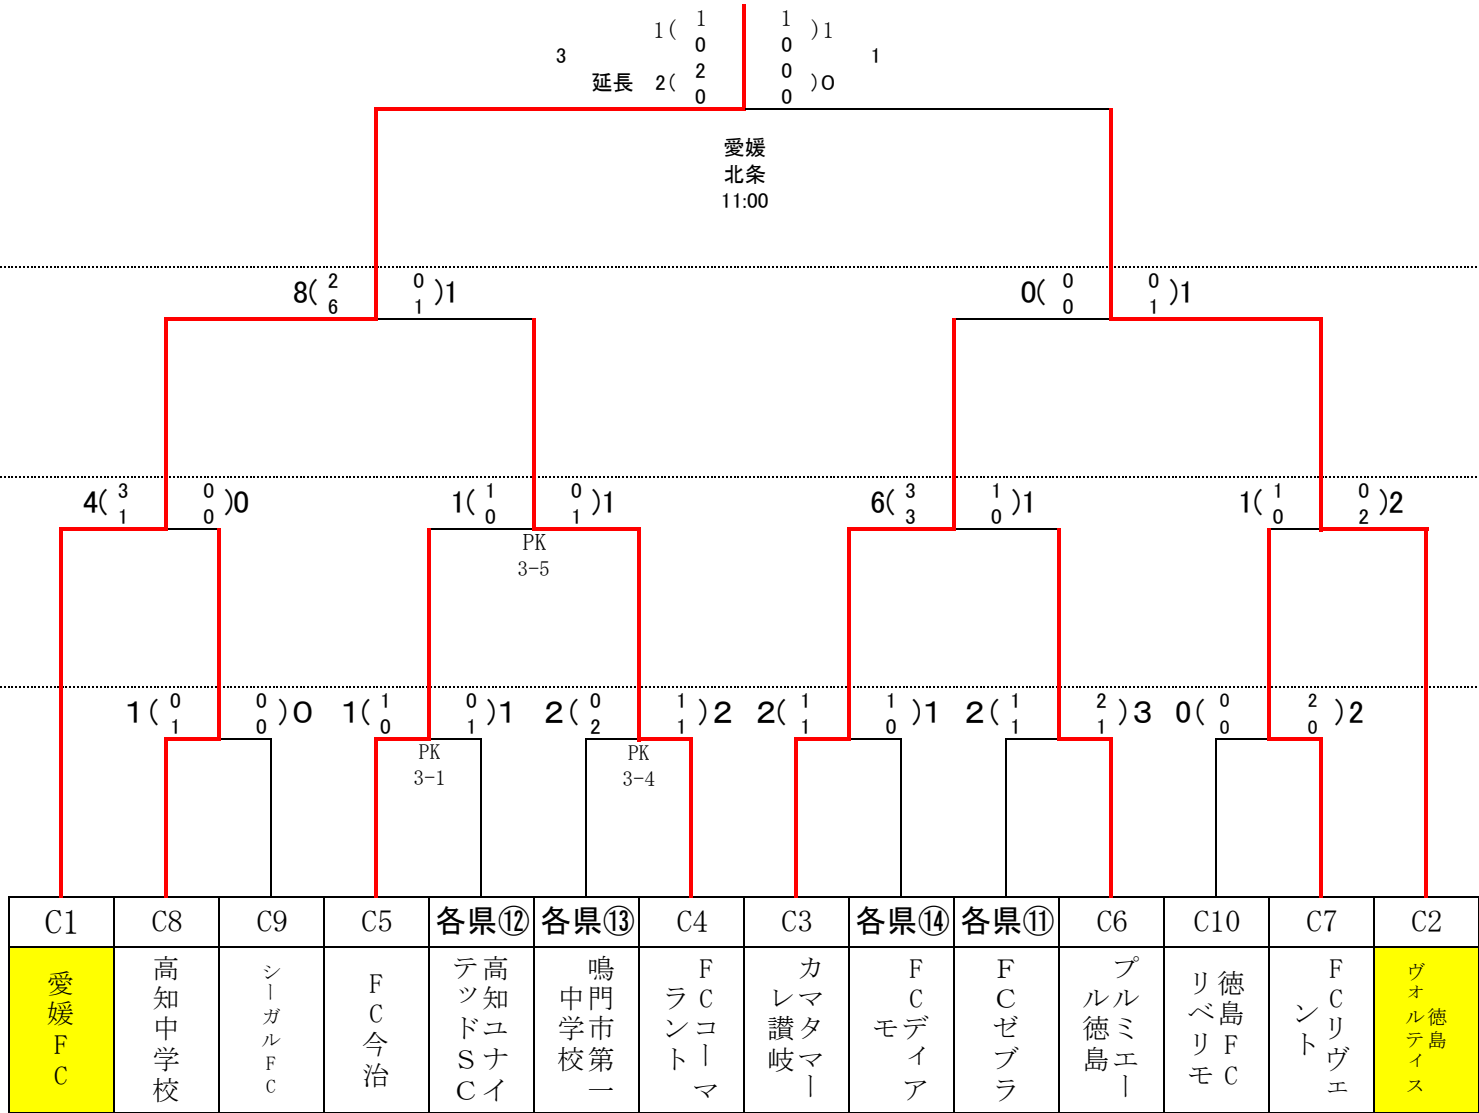 1( 1 1 )1
0 0
3 1
延長 2( 2 0 )0
0 0
愛媛
北条
11:00
8( 2 0 )1 0( 0 0 )1
6 1 0 1
4( 3 0 )0 1( 1 0 )1 6( 3 1 )1 1( 1 0 )2
1 0 0 1 3 0 0 2
PK
3-5
1( 0 0 )0 1( 1 0 )1 2( 0 1 )2 2( 1 1 )1 2( 1 2 )3 0( 0 2 )2
1 0 0 1 2 1 1 0 1 1 0 0
PK PK
3-1 3-4
C1 C8 C9 C5 各県⑫ 各県⑬ C4 C3 各県⑭ 各県⑪ C6 C10 C7 C2
愛媛FC
高知中学校
シーガルFC
FC今治
高知ユナイ
テッドSC
鳴門市第一
中学校
FCコーマ
ラント
カマタマー
レ讃岐
FCディア
モ
FCゼブラ
プルミエー
ル徳島
徳島FC
リベリモ
FCリヴェ
ント
徳島
ヴォルティス